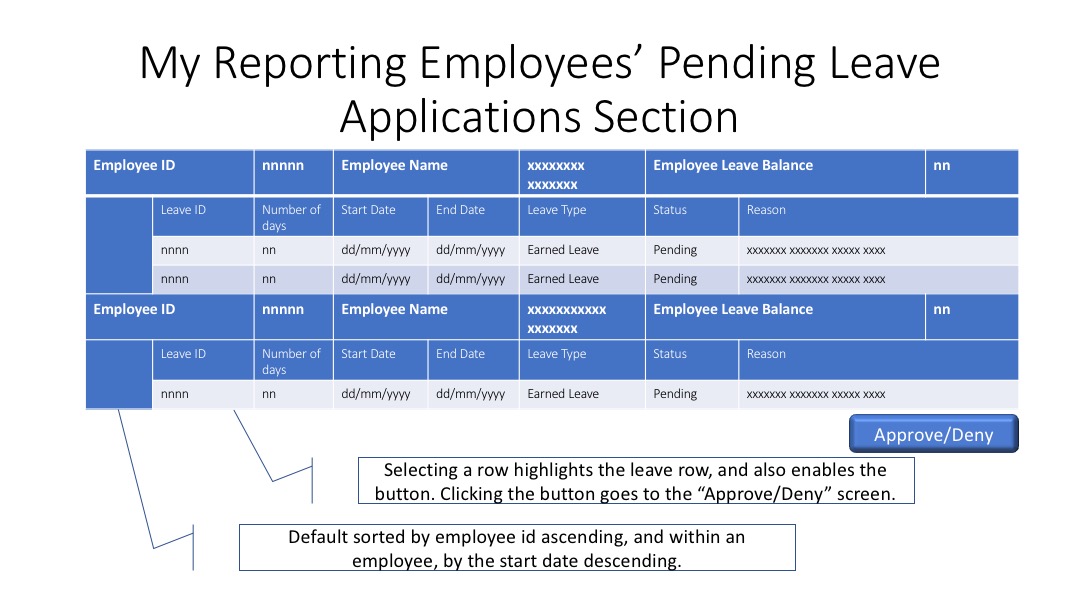 My Reporting Employees’ Pending Leave
Applications Section
Employee ID nnnnn Employee Name xxxxxxxx xxxxxxx Employee Leave Balance nn
Leave ID Number of days Start Date End Date Leave Type Status Reason
nnnn nn dd/mm/yyyy dd/mm/yyyy Earned Leave Pending xxxxxxx xxxxxxx xxxxx xxxx
nnnn nn dd/mm/yyyy dd/mm/yyyy Earned Leave Pending xxxxxxx xxxxxxx xxxxx xxxx
Employee ID nnnnn Employee Name xxxxxxxxxxx xxxxxxx Employee Leave Balance nn
Leave ID Number of days Start Date End Date Leave Type Status Reason
nnnn nn dd/mm/yyyy dd/mm/yyyy Earned Leave Pending xxxxxxx xxxxxxx xxxxx xxxx
Approve/Deny
Selecting a row highlights the leave row, and also enables the
button. Clicking the button goes to the “Approve/Deny” screen.
Default sorted by employee id ascending, and within an
employee, by the start date descending.